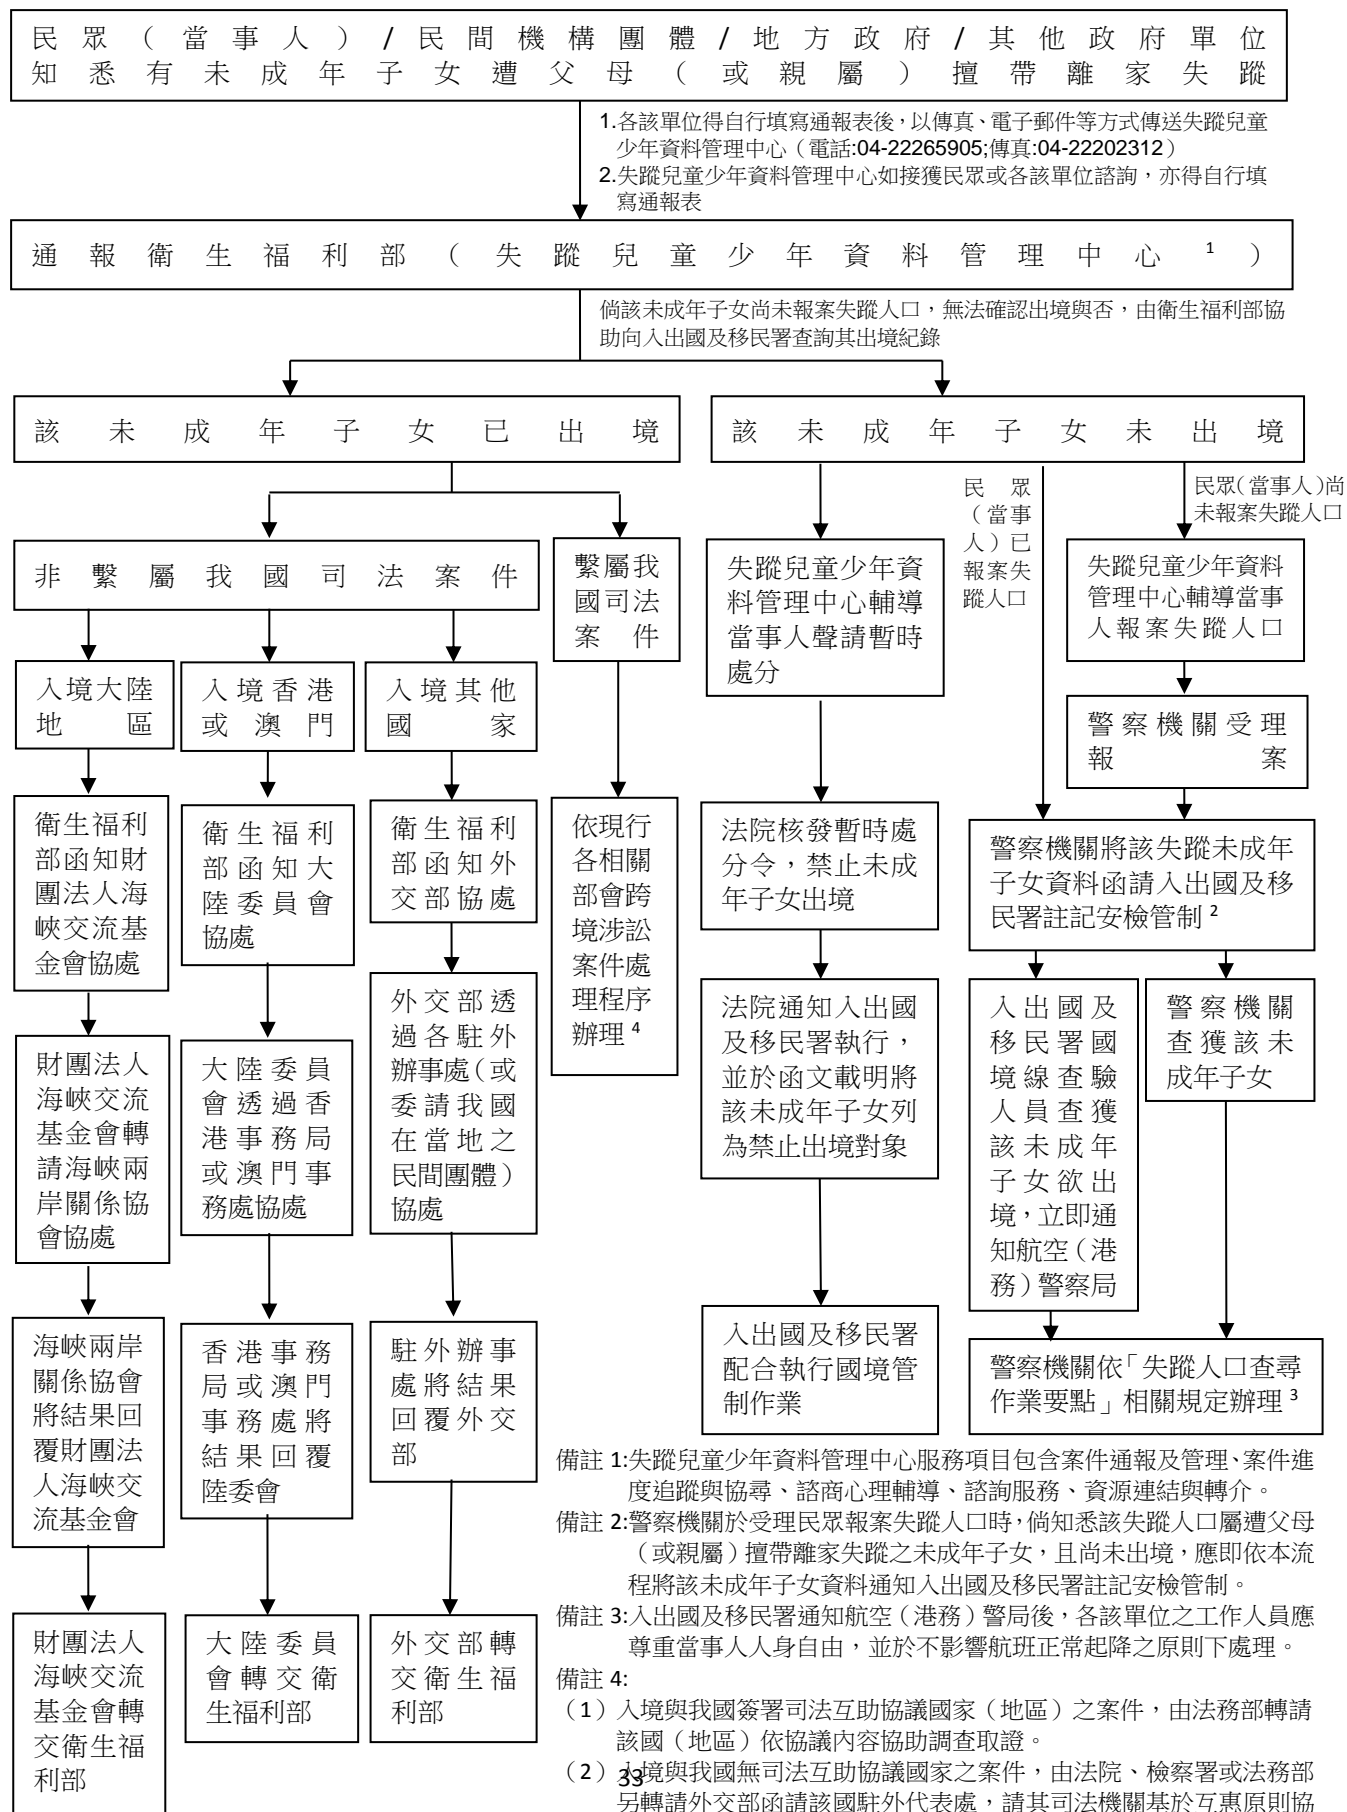 民眾（當事人）/民間機構團體/地方政府/其他政府單位
知悉有未成年子女遭父母（或親屬）擅帶離家失蹤
1.各該單位得自行填寫通報表後，以傳真、電子郵件等方式傳送失蹤兒童
少年資料管理中心（電話:04-22265905;傳真:04-22202312）
2.失蹤兒童少年資料管理中心如接獲民眾或各該單位諮詢，亦得自行填
寫通報表
通報衛生福利部（失蹤兒童少年資料管理中心1）
倘該未成年子女尚未報案失蹤人口，無法確認出境與否，由衛生福利部協
助向入出國及移民署查詢其出境紀錄
該未成年子女已出境
該未成年子女未出境
非繫屬我國司法案件
繫屬我
國司法
案件
入境大陸
地區
入境香港
或澳門
入境其他
國家
衛生福利
部函知財
團法人海
峽交流基
金會協處
衛生福利
部函知大
陸委員會
協處
衛生福利
部函知外
交部協處
依現行
各相關
部會跨
境涉訟
案件處
理程序
辦理4
財團法人
海峽交流
基金會轉
請海峽兩
岸關係協
會協處
大陸委員
會透過香
港事務局
或澳門事
務處協處
外交部透
過各駐外
辦事處（或
委請我國
在當地之
民間團體）
協處
海峽兩岸
關係協會
將結果回
覆財團法
人海峽交
流基金會
香港事務
局或澳門
事務處將
結果回覆
陸委會
駐外辦事
處將結果
回覆外交
部
財團法人
海峽交流
基金會轉
交衛生福
利部
大陸委員
會轉交衛
生福利部
外交部轉
交衛生福
利部
失蹤兒童少年資
料管理中心輔導
當事人聲請暫時
處分
法院核發暫時處
分令，禁止未成
年子女出境
法院通知入出國
及移民署執行，
並於函文載明將
該未成年子女列
為禁止出境對象
入出國及移民署
配合執行國境管
制作業
民眾
（當事
人）已
報案失
蹤人口
民眾（當事人）尚
未報案失蹤人口
失蹤兒童少年資料
管理中心輔導當事
人報案失蹤人口
警察機關受理
報案
警察機關將該失蹤未成年
子女資料函請入出國及移
民署註記安檢管制2
入出國及
移民署國
境線查驗
人員查獲
該未成年
子女欲出
境，立即通
知航空（港
務）警察局
警察機關
查獲該未
成年子女
警察機關依「失蹤人口查尋
作業要點」相關規定辦理3
備註 1:失蹤兒童少年資料管理中心服務項目包含案件通報及管理、案件進
度追蹤與協尋、諮商心理輔導、諮詢服務、資源連結與轉介。
備註 2:警察機關於受理民眾報案失蹤人口時，倘知悉該失蹤人口屬遭父母
（或親屬）擅帶離家失蹤之未成年子女，且尚未出境，應即依本流
程將該未成年子女資料通知入出國及移民署註記安檢管制。
備註 3:入出國及移民署通知航空（港務）警局後，各該單位之工作人員應
尊重當事人人身自由，並於不影響航班正常起降之原則下處理。
備註 4:
（1）入境與我國簽署司法互助協議國家（地區）之案件，由法務部轉請
該國（地區）依協議內容協助調查取證。
（2）入境與我國無司法互助協議國家之案件，由法院、檢察署或法務部
另轉請外交部函請該國駐外代表處，請其司法機關基於互惠原則協
33